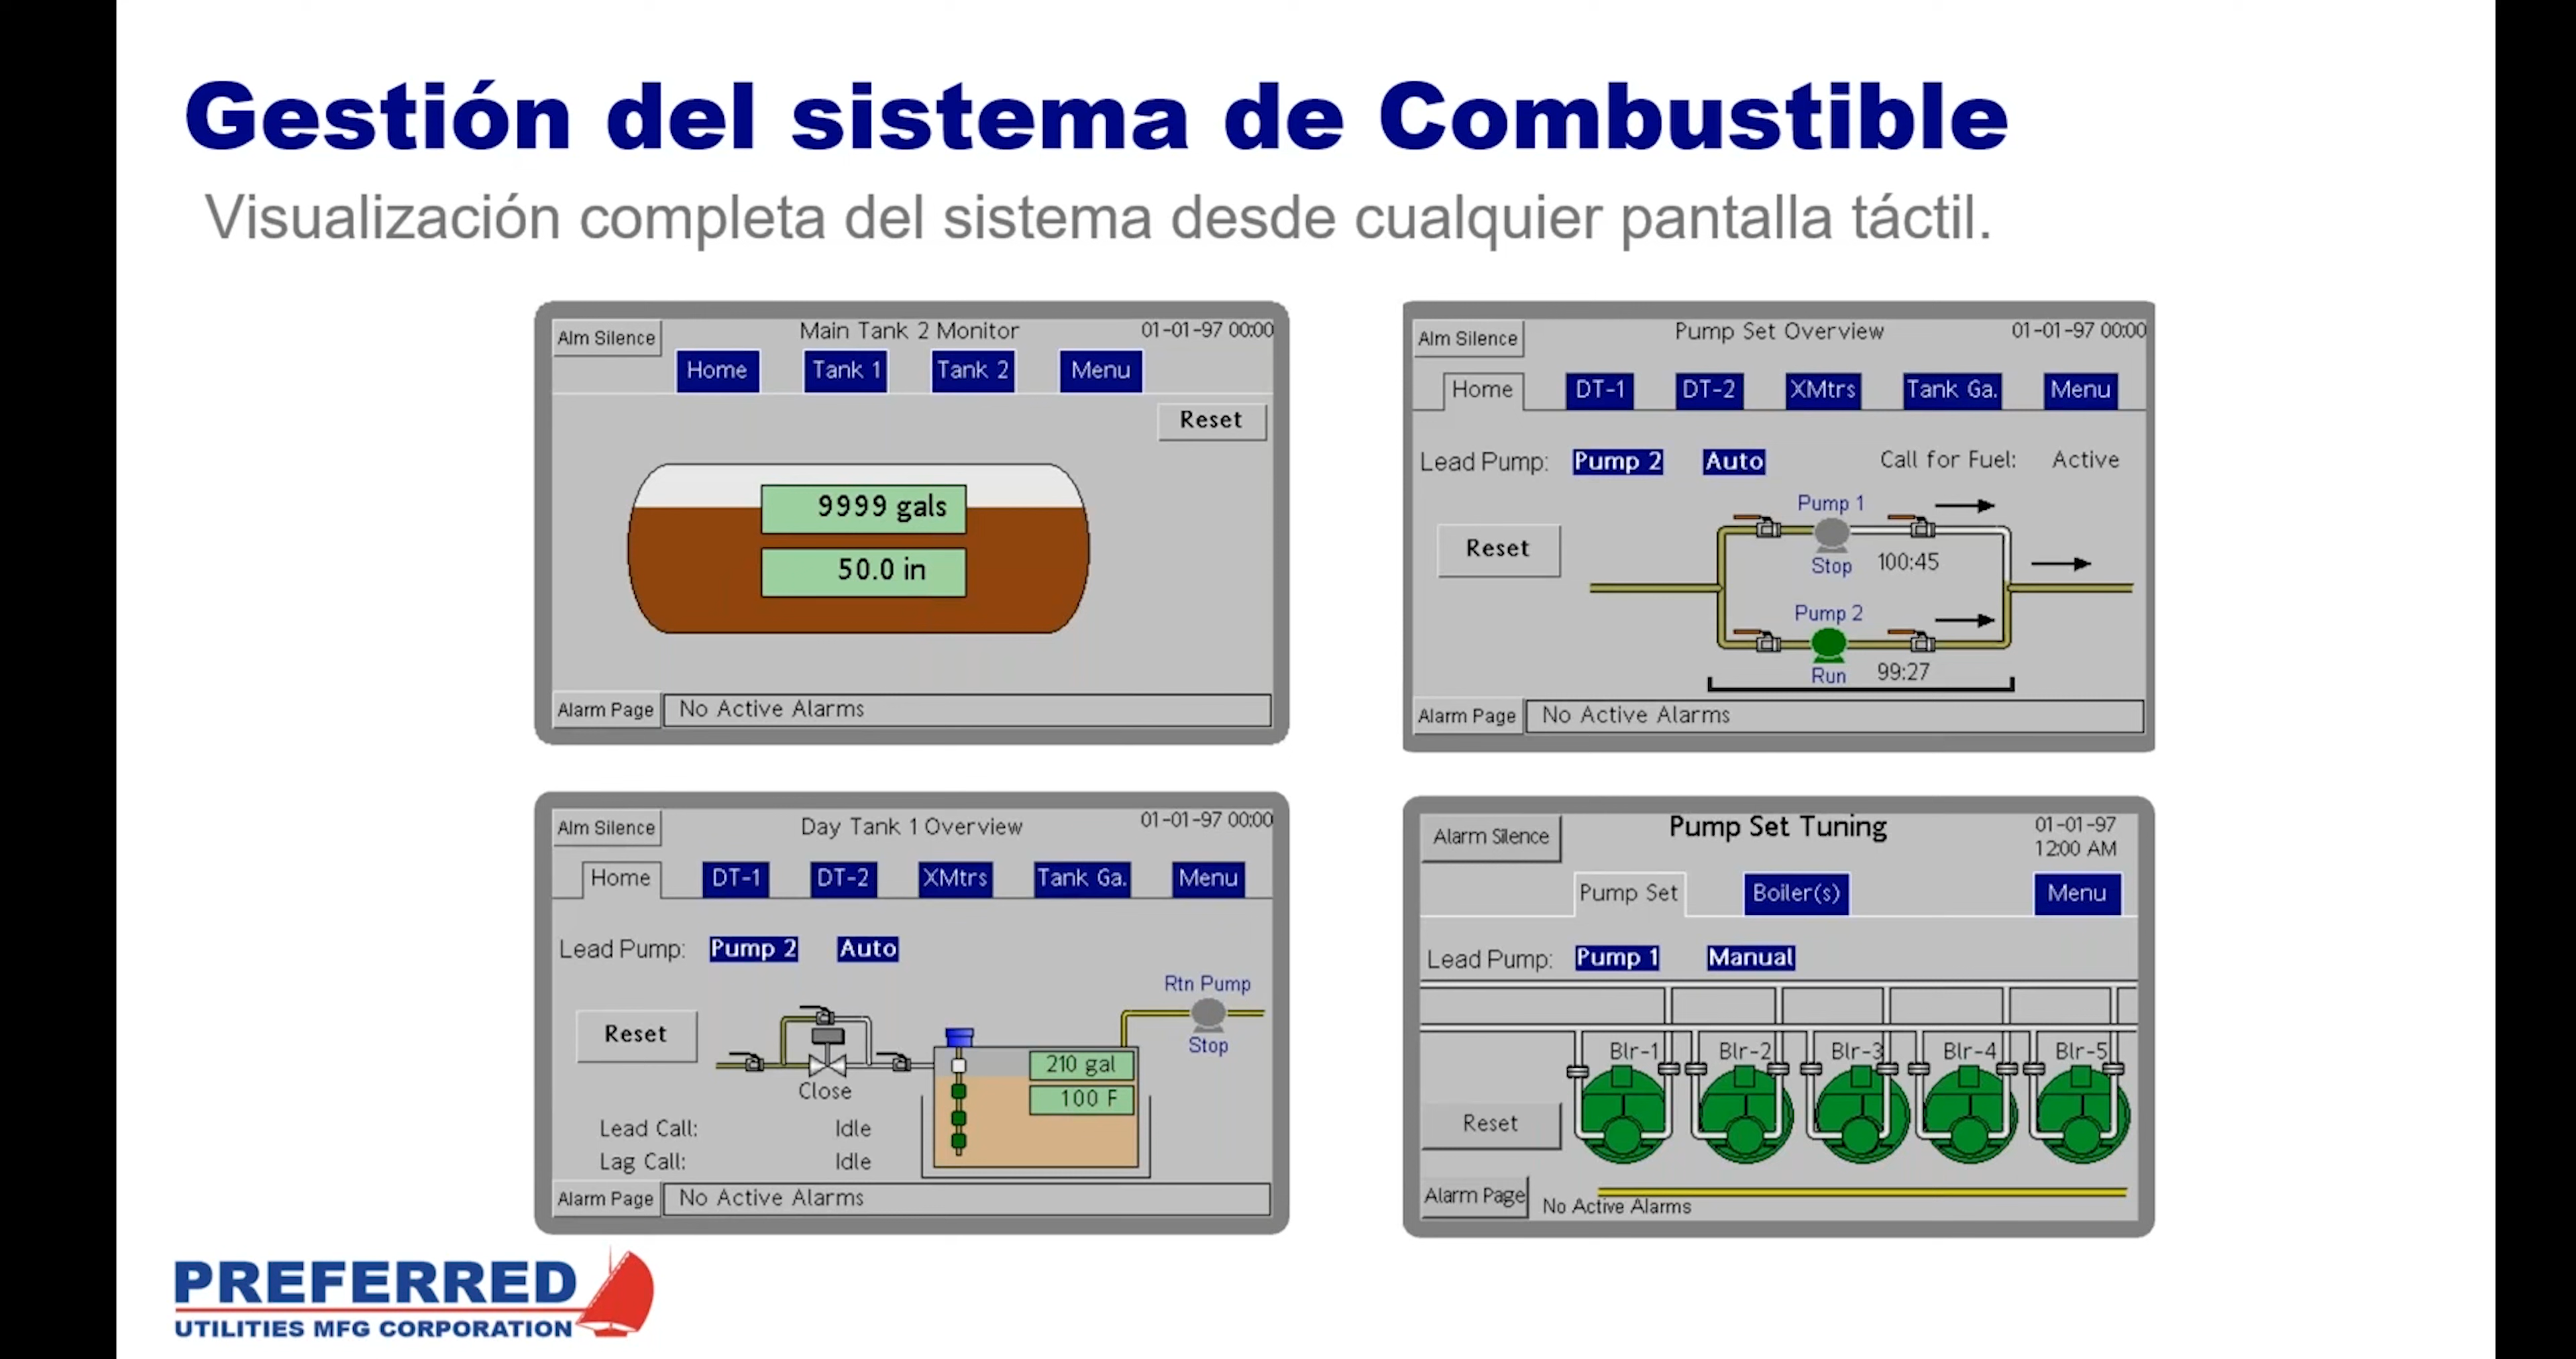 Gestión del sistema de Combustible
Visualización completa del sistema desde cualquier pantalla táctil.
Alm Silence
Main Tank 2 Monitor
01-01-97 00:00
Home
Tank 1
Tank 2
Menu
Reset
9999 gals
50.0 in
Alarm Page
No Active Alarms
Alm Silence
Pump Set Overview
01-01-97 00:00
Home
DT-1
DT-2
XMtrs
Tank Ga.
Menu
Lead Pump:
Pump 2
Auto
Call for Fuel:
Active
Pump 1
Reset
Stop
100:45
Pump 2
Run
99:27
Alarm Page
No Active Alarms
Alm Silence
Day Tank 1 Overview
01-01-97 00:00
Home
DT-1
DT-2
XMtrs
Tank Ga.
Menu
Lead Pump:
Pump 2
Auto
Rtn Pump
Reset
Stop
210 gal
Close
100 F
Lead Call:
Idle
Lag Call:
Idle
Alarm Page
No Active Alarms
Alarm Silence
Pump Set Tuning
01-01-97
12:00 AM
Pump Set
Boiler(s)
Menu
Lead Pump:
Pump 1
Manual
Blr-1
Blr-2
Blr-3
Blr-4
Blr-5
Reset
Alarm Page
No Active Alarms
PREFERRED
UTILITIES MFG CORPORATION